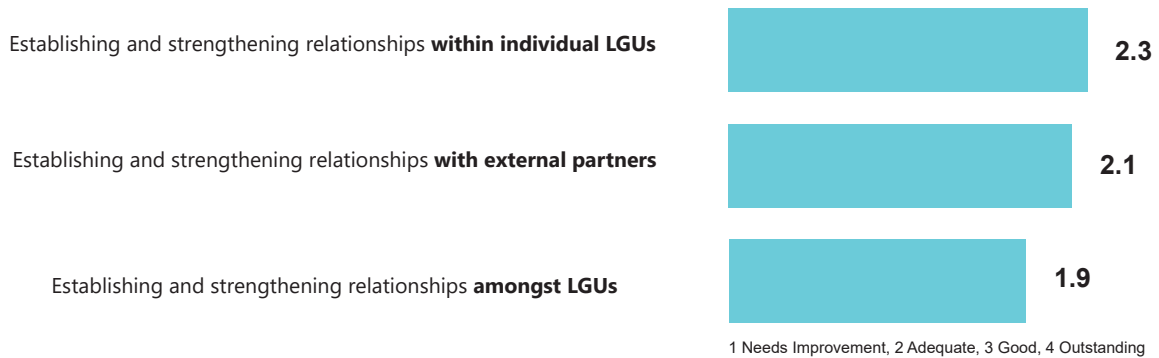 Establishing and strengthening relationships within individual LGUs
2.3
Establishing and strengthening relationships with external partners
2.1
Establishing and strengthening relationships amongst LGUs
1.9
1 Needs Improvement, 2 Adequate, 3 Good, 4 Outstanding